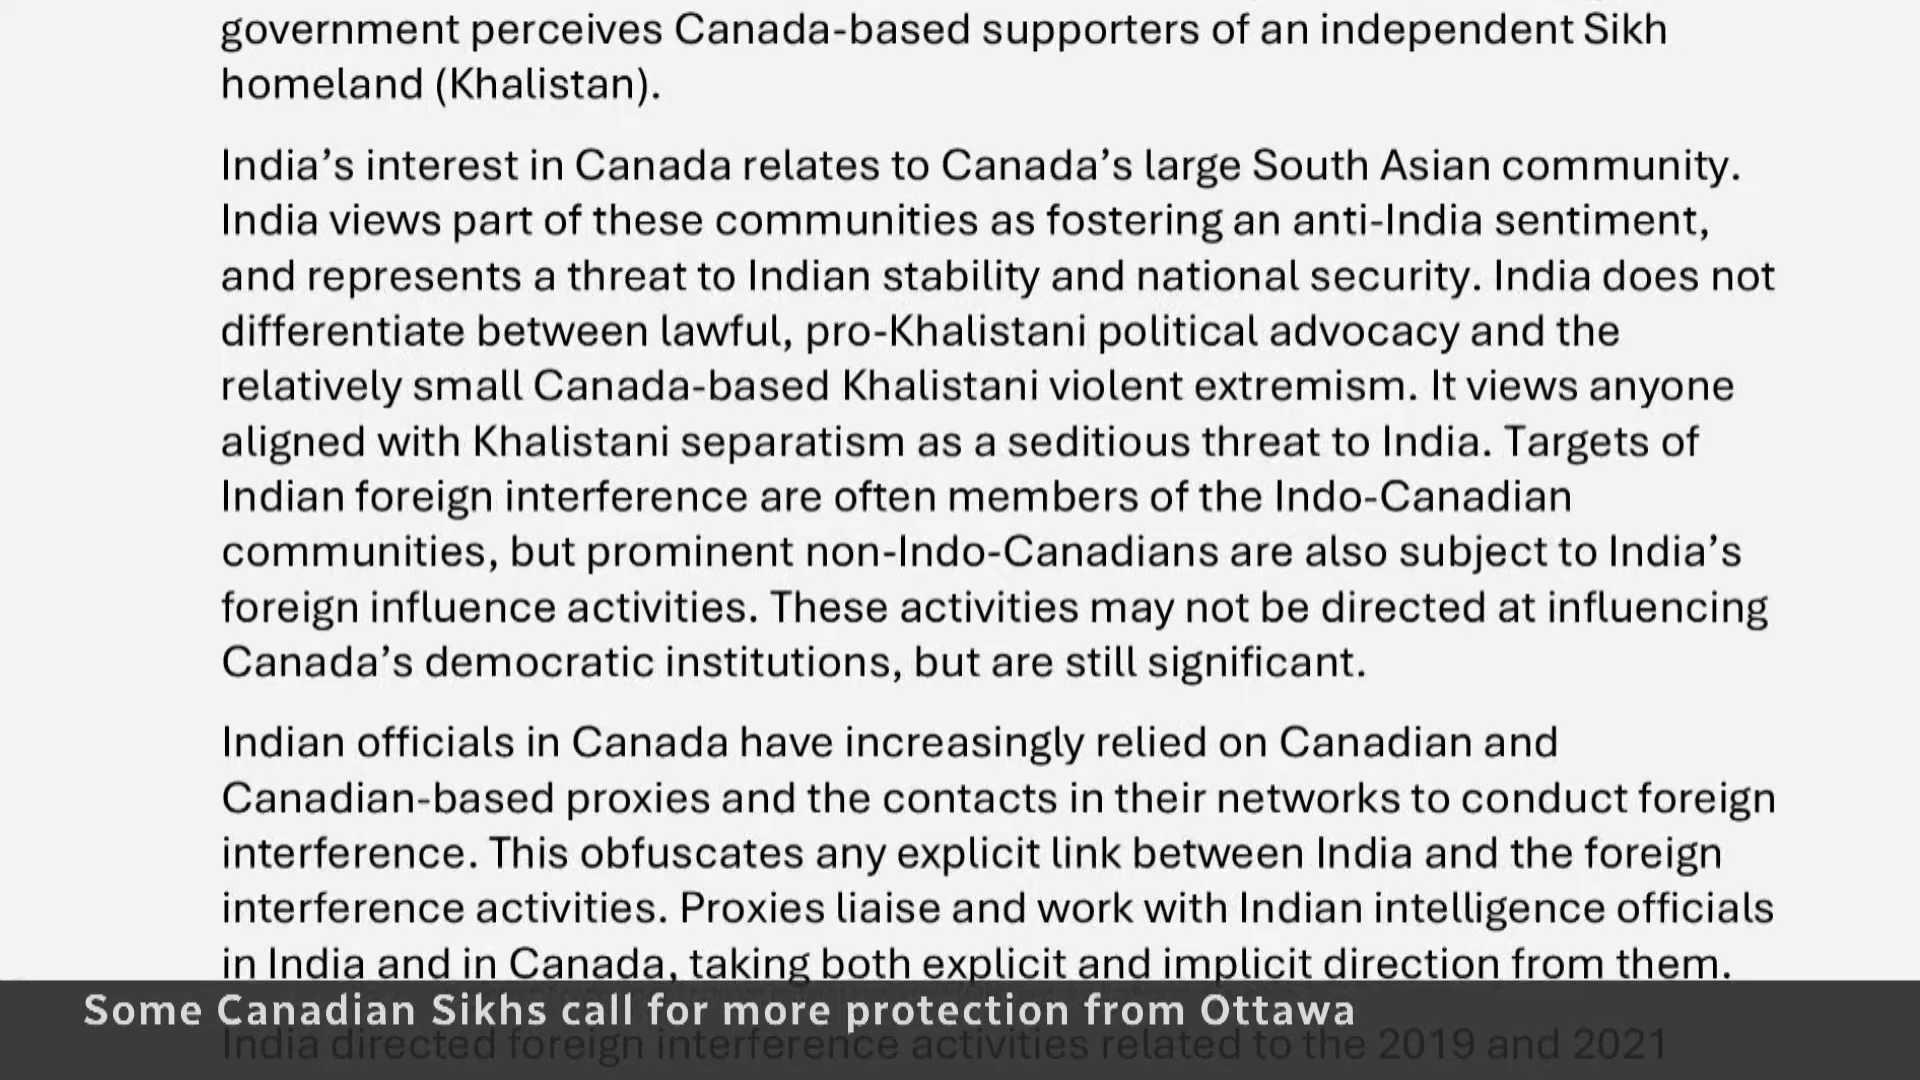 government perceives Canada-based supporters of an independent Sikh
homeland (Khalistan).
India's interest in Canada relates to Canada's large South Asian community.
India views part of these communities as fostering an anti-India sentiment,
and represents a threat to Indian stability and national security. India does not
differentiate between lawful, pro-Khalistani political advocacy and the
relatively small Canada-based Khalistani violent extremism. It views anyone
aligned with Khalistani separatism as a seditious threat to India. Targets of
Indian foreign interference are often members of the Indo-Canadian
communities, but prominent non-Indo-Canadians are also subject to India's
foreign influence activities. These activities may not be directed at influencing
Canada's democratic institutions, but are still significant.
Indian officials in Canada have increasingly relied on Canadian and
Canadian-based proxies and the contacts in their networks to conduct foreign
interference. This obfuscates any explicit link between India and the foreign
interference activities. Proxies liaise and work with Indian intelligence officials
in India and in Canada, taking both explicit and implicit direction from them.
Some Canadian Sikhs call for more protection from Ottawa
India directed foreign interference activities related to the 2019 and 2021